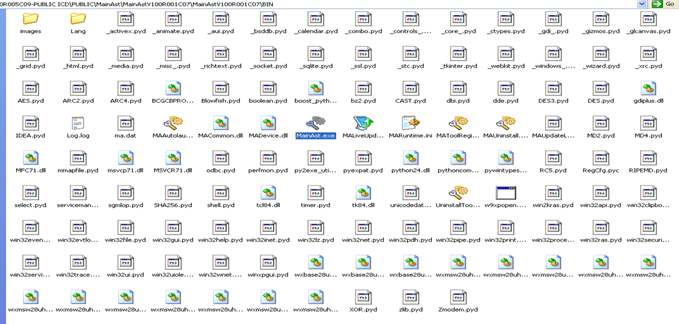 0R005C09-PUBLIC ICD\PUBLIC\MainAst\MainAstV100R001C07\MainAstV100R001C07\BIN Go
images Lang _activex.pyd _animate.pyd _aui.pyd _bsddb.pyd _calendar.pyd _combo.pyd _controls_... _core_.pyd _ctypes.pyd _gdi_.pyd _gizmos.pyd _glcanvas.pyd
_grid.pyd _html.pyd _media.pyd _misc_.pyd _richtext.pyd _socket.pyd _sqlite.pyd _ssl.pyd _stc.pyd _tkinter.pyd _webkit.pyd _windows_... _wizard.pyd _xrc.pyd
AES.pyd ARC2.pyd ARC4.pyd BCGCBPRO... Blowfish.pyd boolean.pyd boost_pyth... bz2.pyd CAST.pyd dbi.pyd dde.pyd DES3.pyd DES.pyd gdiplus.dll
IDEA.pyd Log.log ma.dat MAAutolau... MACommon.dll MADevice.dll MainAst.exe MALiveUpd... MARuntime.ini MAToolRegi... MAUninstall... MAUpdateL... MD2.pyd MD4.pyd
MFC71.dll mmapfile.pyd msvcp71.dll MSVCR71.dll odbc.pyd perfmon.pyd py2exe_uti... pyexpat.pyd python24.dll pythoncom... pywintypes... RC5.pyd RegCfg.pyc RIPEMD.pyd
select.pyd serviceman... sgmlop.pyd SHA256.pyd shell.pyd tcl84.dll timer.pyd tk84.dll unicodedat... UninstallToo... w9xpopen.... win2kras.pyd win32api.pyd win32clipbo...
win32even... win32evtlo... win32file.pyd win32gui.pyd win32help.pyd win32inet.pyd win32lz.pyd win32net.pyd win32pdh.pyd win32pipe.pyd win32print.... win32proce... win32ras.pyd win32securi...
win32servi... win32trace.... win32ui.pyd win32uiole.... win32wnet.... winxpgui.pyd wxbase28u... wxbase28u... wxbase28u... wxmsw28uh... wxmsw28uh... wxmsw28uh... wxmsw28uh... wxmsw28uh...
wxmsw28uh... wxmsw28uh... wxmsw28uh... wxmsw28uh... wxmsw28uh... wxmsw28uh... wxmsw28uh... XOR.pyd zlib.pyd Zmodem.pyd